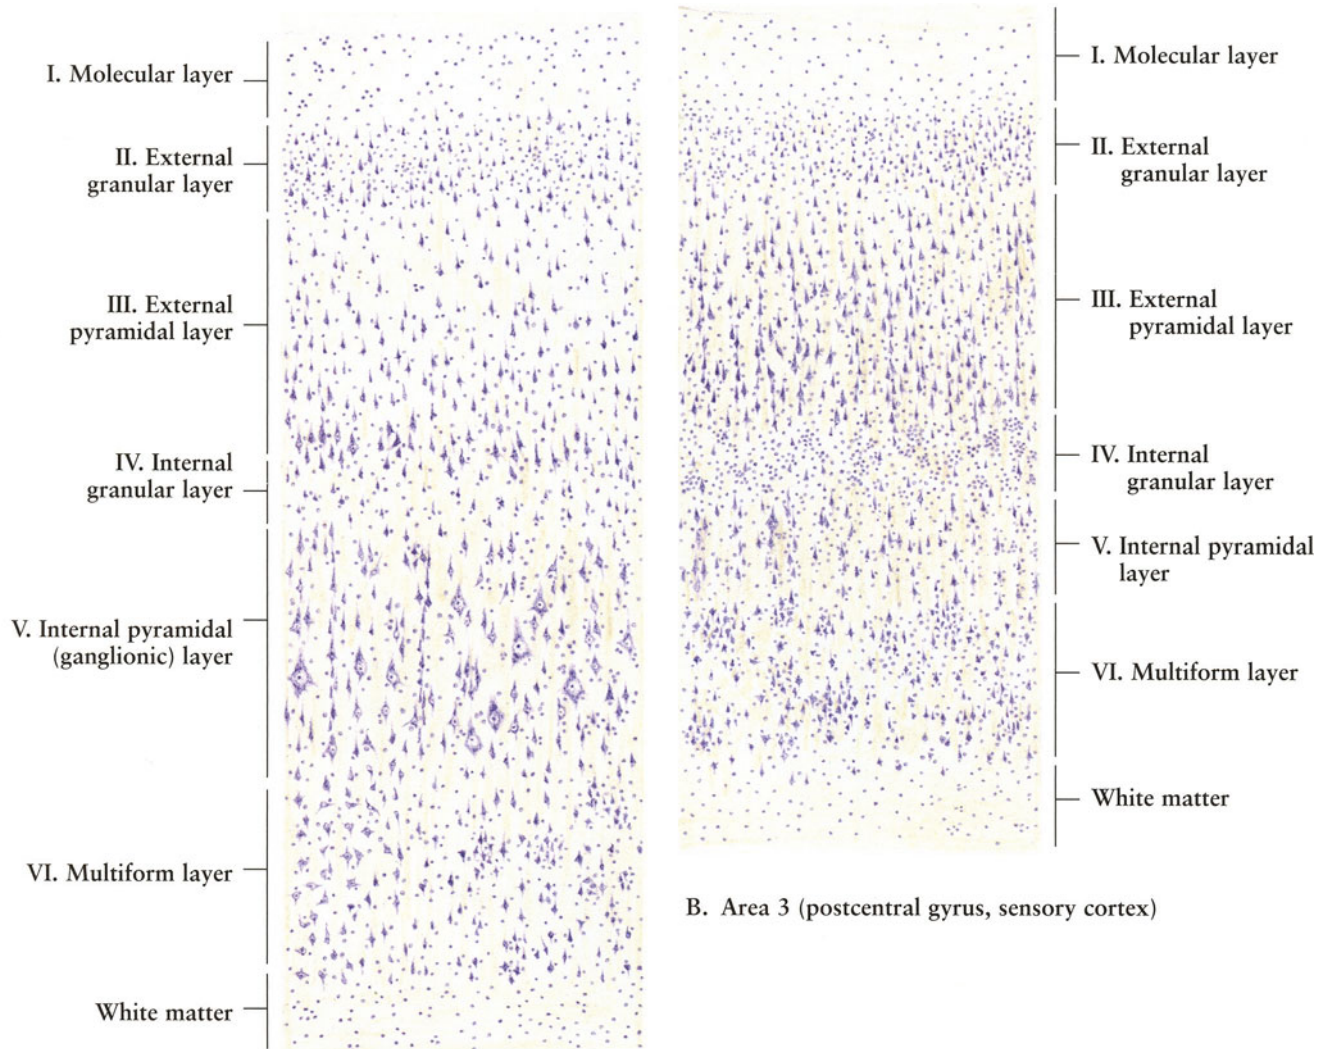 I. Molecular layer
II. External
granular layer
III. External
pyramidal layer
IV. Internal
granular layer
V. Internal pyramidal
(ganglionic) layer
VI. Multiform layer
White matter
I. Molecular layer
II. External
granular layer
III. External
pyramidal layer
IV. Internal
granular layer
V. Internal pyramidal
layer
VI. Multiform layer
White matter
B. Area 3 (postcentral gyrus, sensory cortex)